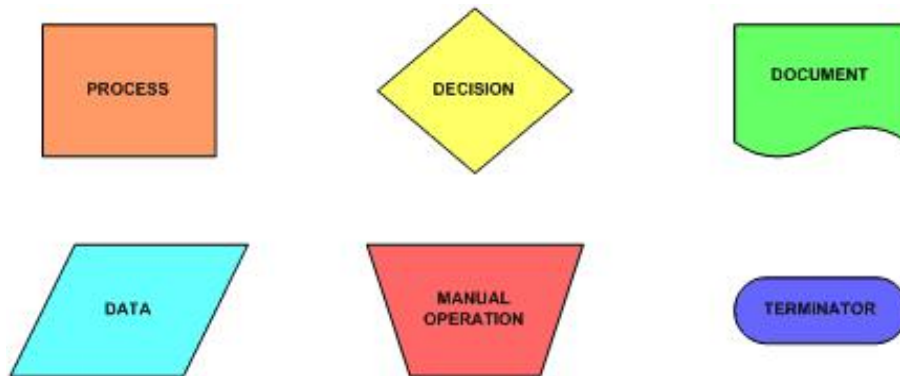 PROCESS
DECISION
DOCUMENT
DATA
MANUAL
OPERATION
TERMINATOR